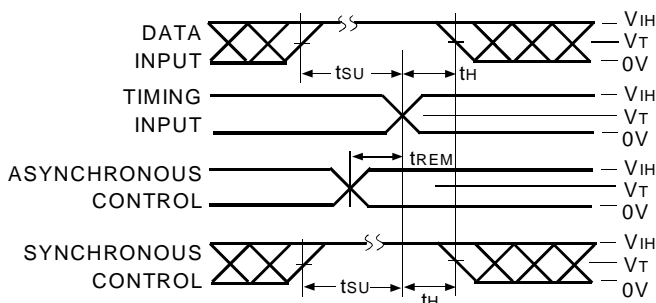 DATA
INPUT
tSU
tH
VIH
VT
0V
TIMING
INPUT
VIH
VT
0V
tREM
ASYNCHRONOUS
CONTROL
VIH
VT
0V
SYNCHRONOUS
CONTROL
tSU
tH
VIH
VT
0V